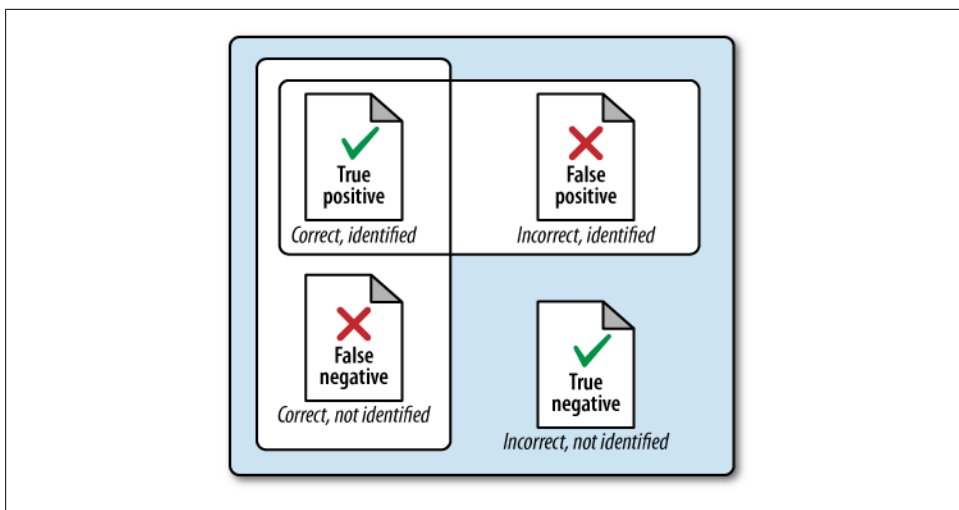 True
positive
Correct, identified
False
positive
Incorrect, identified
False
negative
Correct, not identified
True
negative
Incorrect, not identified